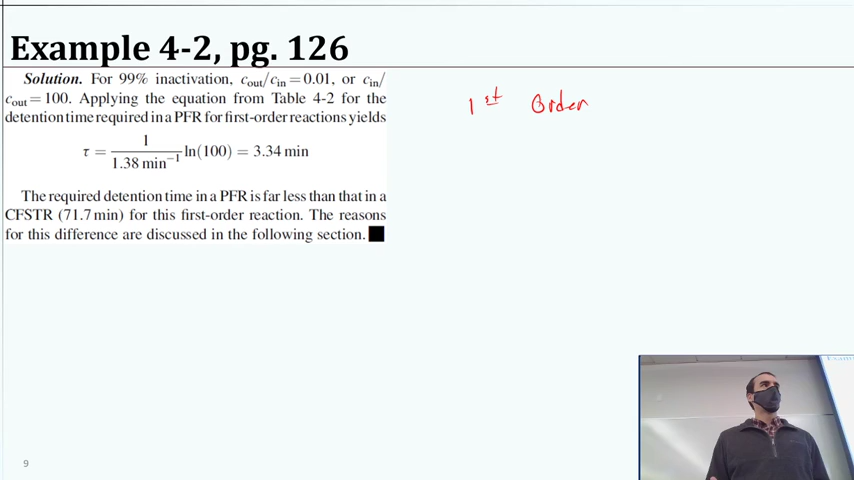 Example 4-2, pg. 126
Solution. For 99% inactivation, c_out/c_in = 0.01, or c_in/
c_out = 100. Applying the equation from Table 4-2 for the
detention time required in a PFR for first-order reactions yields
τ = 1 / 1.38 min⁻¹ ln(100) = 3.34 min
The required detention time in a PFR is far less than that in a
CFSTR (71.7 min) for this first-order reaction. The reasons
for this difference are discussed in the following section.
1st Order
9